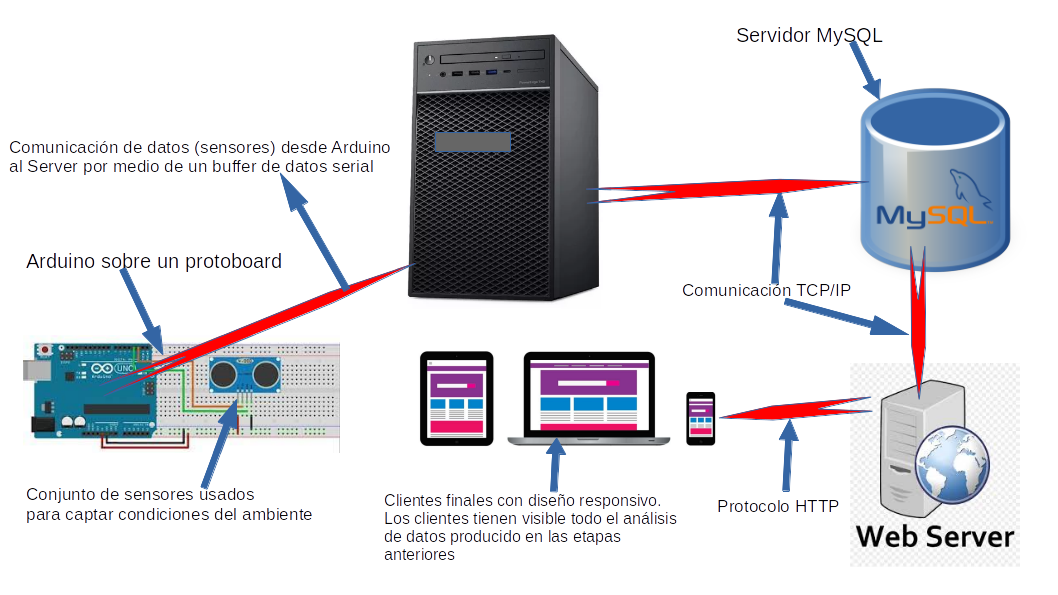 Servidor MySQL
Comunicación de datos (sensores) desde Arduino
al Server por medio de un buffer de datos serial
Arduino sobre un protoboard
MySQL
Comunicación TCP/IP
UNO
Conjunto de sensores usados
para captar condiciones del ambiente
Clientes finales con diseño responsivo.
Los clientes tienen visible todo el análisis
de datos producido en las etapas
anteriores
Protocolo HTTP
Web Server